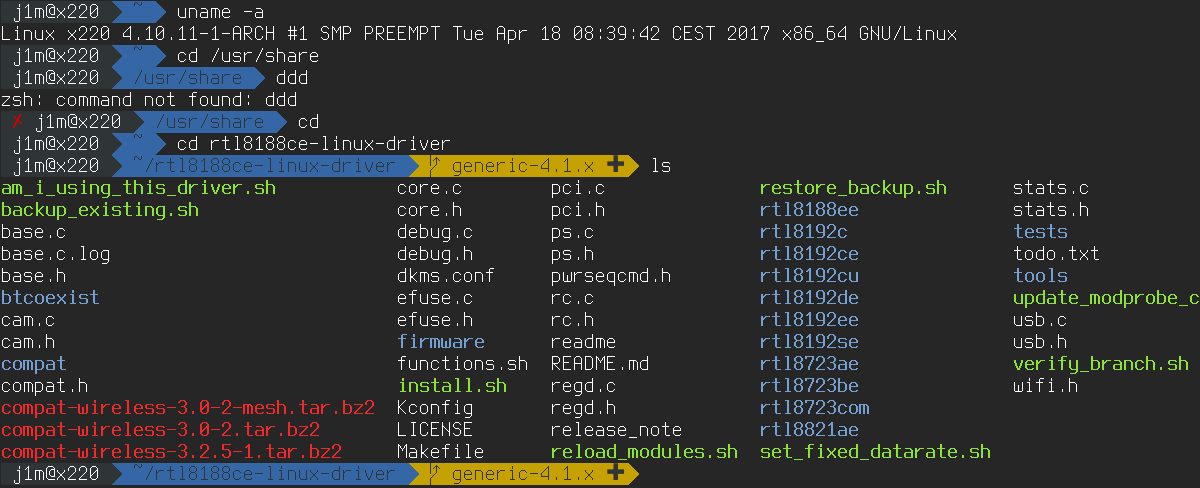 j1m@x220 ~ uname -a
Linux x220 4.10.11-1-ARCH #1 SMP PREEMPT Tue Apr 18 08:39:42 CEST 2017 x86_64 GNU/Linux
j1m@x220 ~ cd /usr/share
j1m@x220 /usr/share ddd
zsh: command not found: ddd
✗ j1m@x220 /usr/share cd
j1m@x220 ~ cd rtl8188ce-linux-driver
j1m@x220 ~/rtl8188ce-linux-driver generic-4.1.x ✚ ls
am_i_using_this_driver.sh core.c pci.c restore_backup.sh stats.c
backup_existing.sh core.h pci.h rtl8188ee stats.h
base.c debug.c ps.c rtl8192c tests
base.c.log debug.h ps.h rtl8192ce todo.txt
base.h dkms.conf pwrseqcmd.h rtl8192cu tools
btcoexist efuse.c rc.c rtl8192de update_modprobe_c
cam.c efuse.h rc.h rtl8192ee usb.c
cam.h firmware readme rtl8192se usb.h
compat functions.sh README.md rtl8723ae verify_branch.sh
compat.h install.sh regd.c rtl8723be wifi.h
compat-wireless-3.0-2-mesh.tar.bz2 Kconfig regd.h rtl8723com
compat-wireless-3.0-2.tar.bz2 LICENSE release_note rtl8821ae
compat-wireless-3.2.5-1.tar.bz2 Makefile reload_modules.sh set_fixed_datarate.sh
j1m@x220 ~/rtl8188ce-linux-driver generic-4.1.x ✚